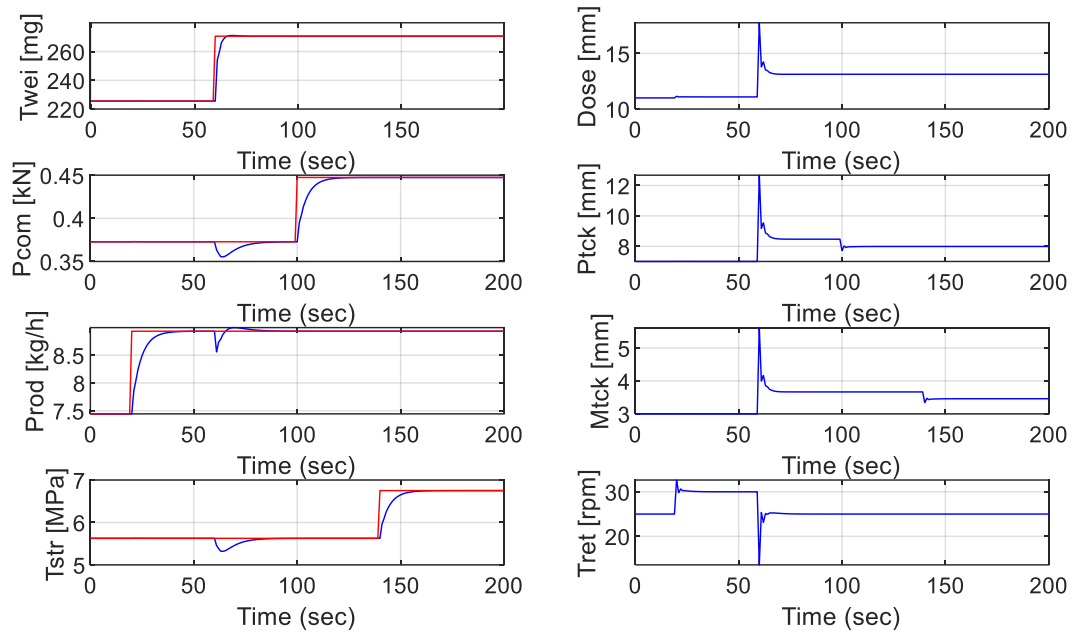 Twei [mg]
260
240
220
0 50 100 150
Time (sec)
Pcom [kN]
0.45
0.4
0.35
0 50 100 150 200
Time (sec)
Prod [kg/h]
8.5
8
7.5
0 50 100 150 200
Time (sec)
Tstr [MPa]
7
6
5
0 50 100 150 200
Time (sec)
Dose [mm]
15
10
0 50 100 150 200
Time (sec)
Ptck [mm]
12
10
8
0 50 100 150 200
Time (sec)
Mtck [mm]
5
4
3
0 50 100 150 200
Time (sec)
Tret [rpm]
30
20
0 50 100 150 200
Time (sec)